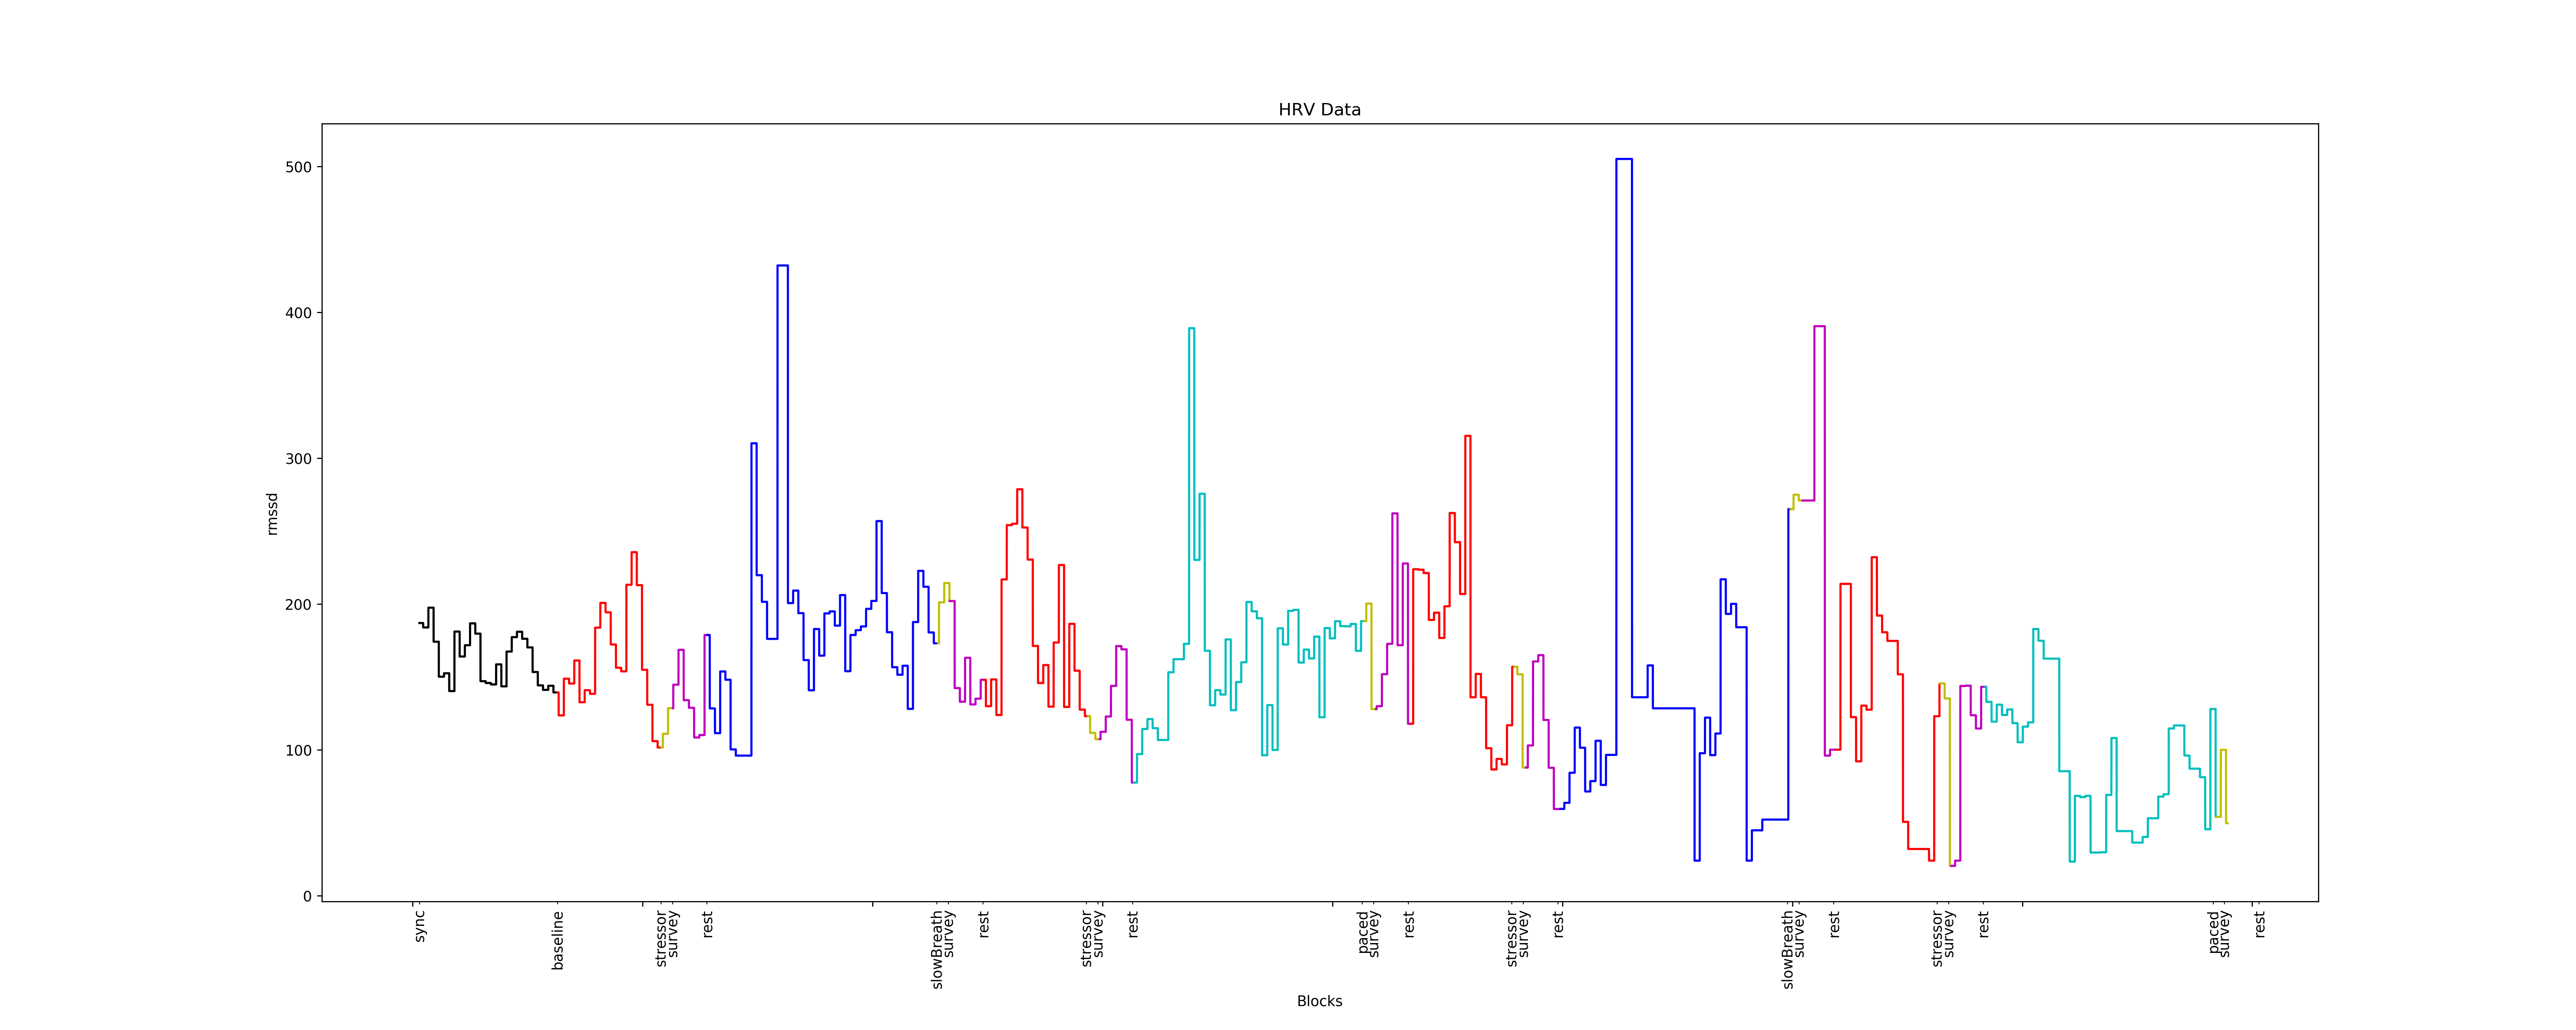 HRV Data
500
400
300
200
100
0
rmssd
sync
baseline
stressor
survey
rest
slowBreath
survey
rest
stressor
survey
rest
paced
survey
rest
stressor
survey
rest
slowBreath
survey
rest
stressor
survey
rest
paced
survey
rest
Blocks